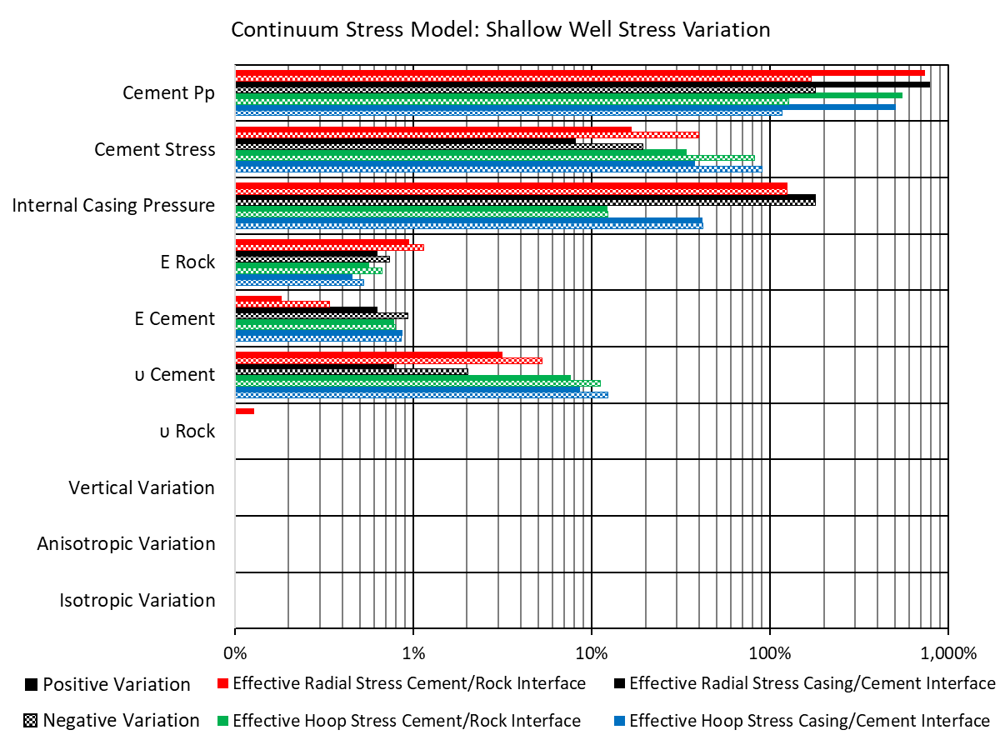 Continuum Stress Model: Shallow Well Stress Variation
Cement Pp
Cement Stress
Internal Casing Pressure
E Rock
E Cement
υ Cement
υ Rock
Vertical Variation
Anisotropic Variation
Isotropic Variation
0% 1% 10% 100% 1,000%
Positive Variation Effective Radial Stress Cement/Rock Interface Effective Radial Stress Casing/Cement Interface
Negative Variation Effective Hoop Stress Cement/Rock Interface Effective Hoop Stress Casing/Cement Interface